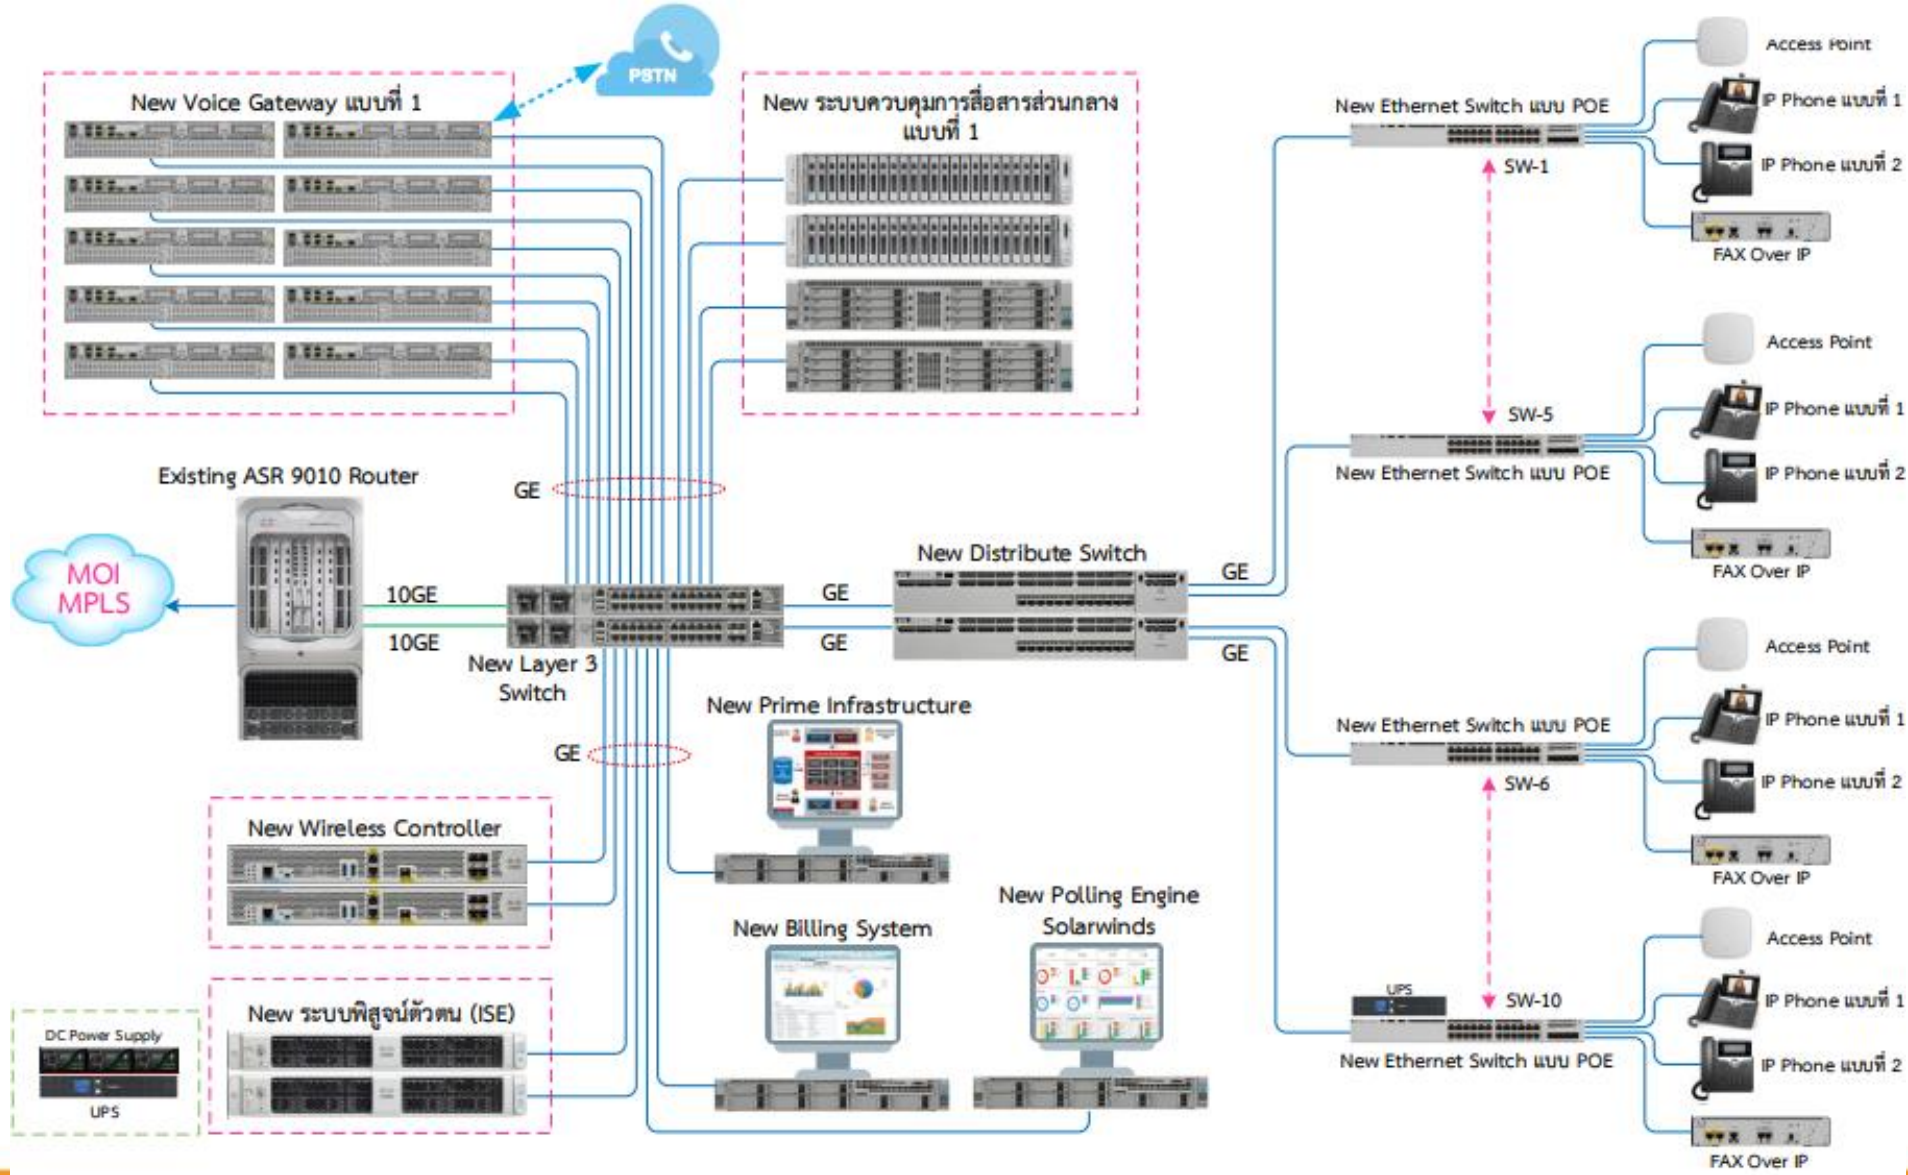 PSTN
New Voice Gateway แบบที่ 1
New ระบบควบคุมการสื่อสารส่วนกลาง
แบบที่ 1
New Ethernet Switch แบบ POE
SW-1
Access Point
IP Phone แบบที่ 1
IP Phone แบบที่ 2
FAX Over IP
SW-5
New Ethernet Switch แบบ POE
Access Point
IP Phone แบบที่ 1
IP Phone แบบที่ 2
FAX Over IP
Existing ASR 9010 Router
GE
MOI
MPLS
10GE
10GE
New Layer 3
Switch
GE
GE
New Distribute Switch
GE
GE
New Ethernet Switch แบบ POE
SW-6
Access Point
IP Phone แบบที่ 1
IP Phone แบบที่ 2
FAX Over IP
GE
New Prime Infrastructure
New Wireless Controller
New Billing System
New Polling Engine
Solarwinds
New ระบบพิสูจน์ตัวตน (ISE)
DC Power Supply
UPS
UPS
SW-10
New Ethernet Switch แบบ POE
Access Point
IP Phone แบบที่ 1
IP Phone แบบที่ 2
FAX Over IP